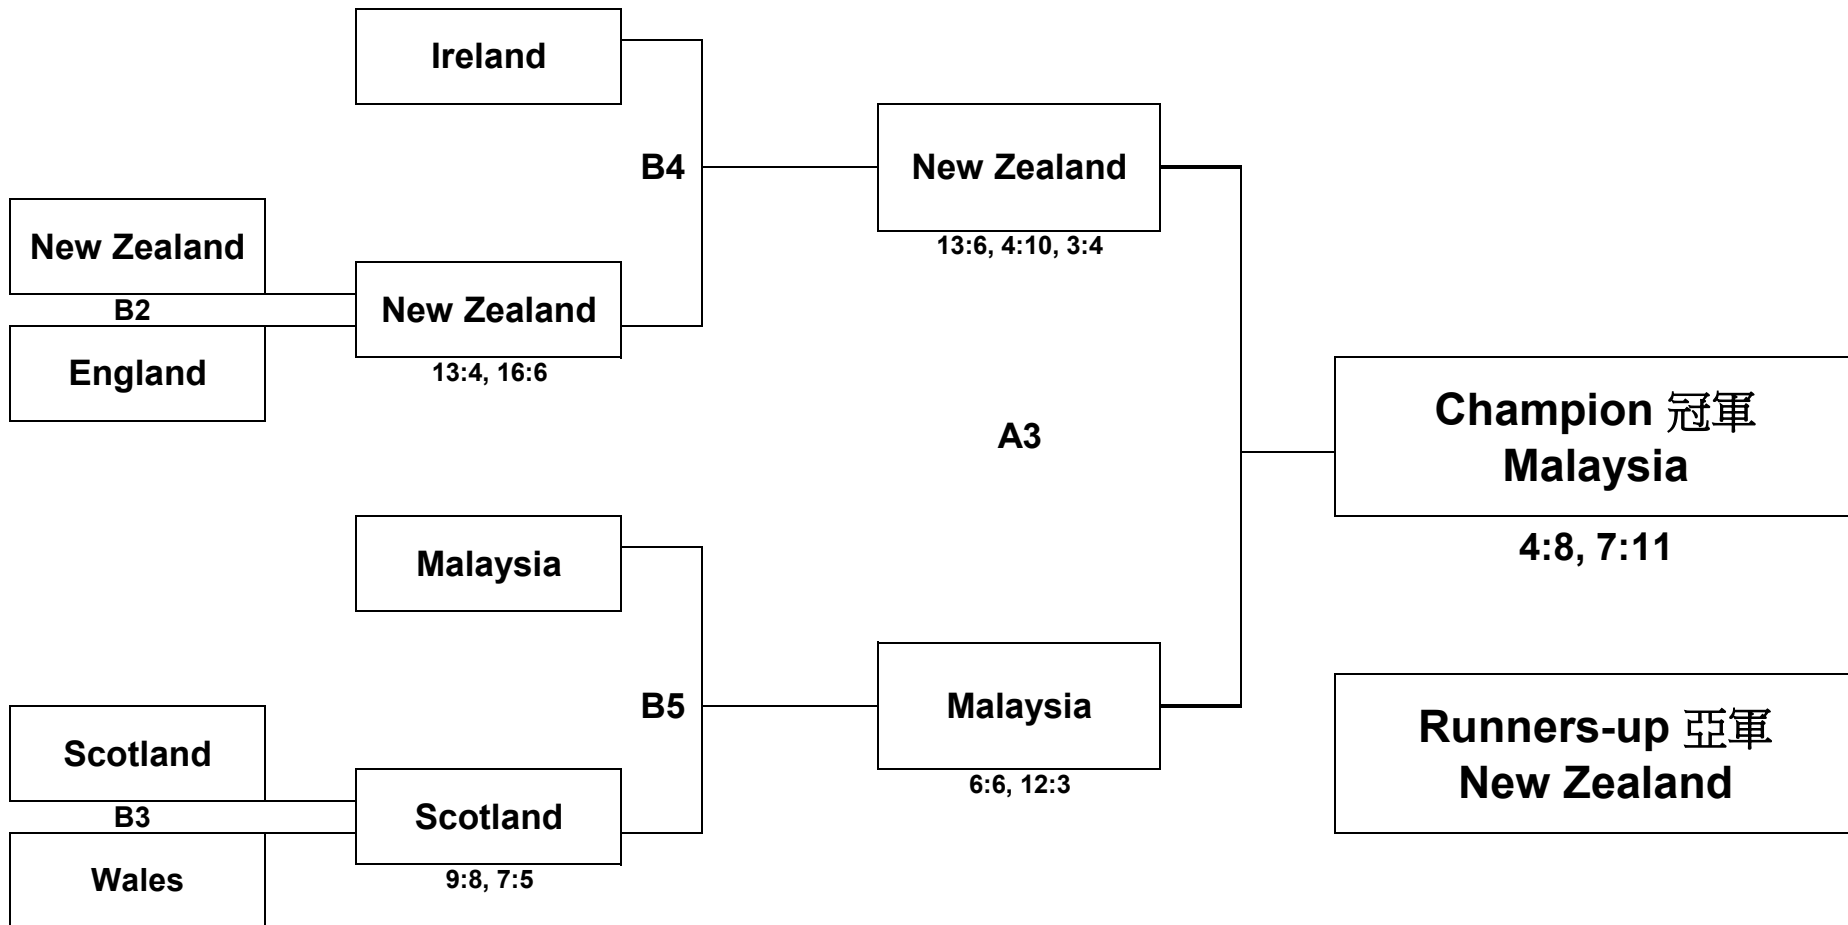 Ireland
B4
New Zealand
13:6, 4:10, 3:4
New Zealand
B2
England
New Zealand
13:4, 16:6
A3
Champion 冠軍
Malaysia
4:8, 7:11
Malaysia
B5
Malaysia
6:6, 12:3
Scotland
B3
Wales
Scotland
9:8, 7:5
Runners-up 亞軍
New Zealand